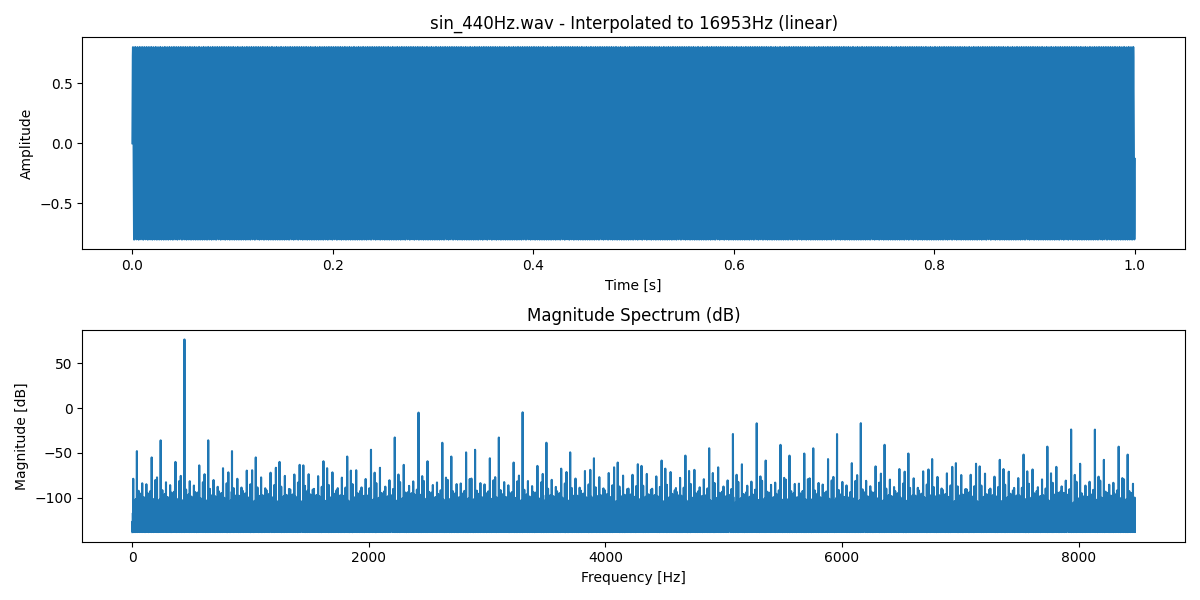 sin_440Hz.wav - Interpolated to 16953Hz (linear)
0.5
0.0
−0.5
Amplitude
0.0 0.2 0.4 0.6 0.8 1.0
Time [s]
Magnitude Spectrum (dB)
50
0
−50
−100
Magnitude [dB]
0 2000 4000 6000 8000
Frequency [Hz]